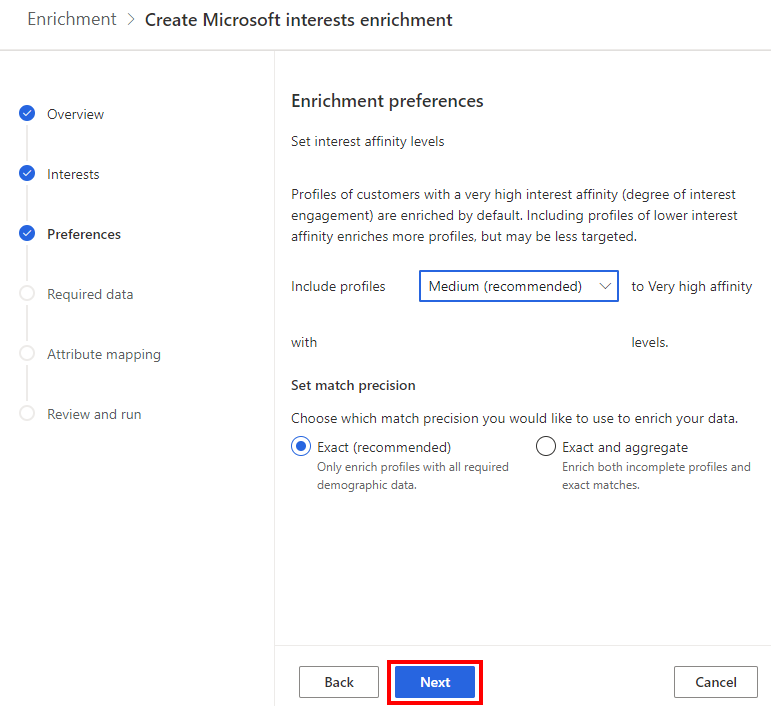 Enrichment > Create Microsoft interests enrichment
Overview
Interests
Preferences
Required data
Attribute mapping
Review and run
Enrichment preferences
Set interest affinity levels
Profiles of customers with a very high interest affinity (degree of interest
engagement) are enriched by default. Including profiles of lower interest
affinity enriches more profiles, but may be less targeted.
Include profiles Medium (recommended) to Very high affinity
with levels.
Set match precision
Choose which match precision you would like to use to enrich your data.
Exact (recommended)
Only enrich profiles with all required
demographic data.
Exact and aggregate
Enrich both incomplete profiles and
exact matches.
Back Next Cancel